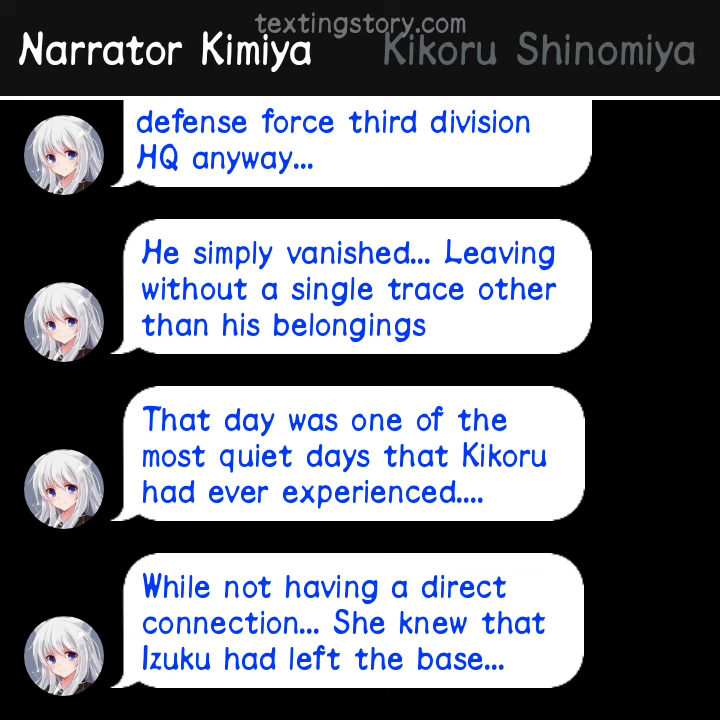 textingstory.com
Narrator Kimiya Kikoru Shinomiya
defense force third division
HQ anyway...
He simply vanished... Leaving
without a single trace other
than his belongings
That day was one of the
most quiet days that Kikoru
had ever experienced....
While not having a direct
connection... She knew that
Izuku had left the base...